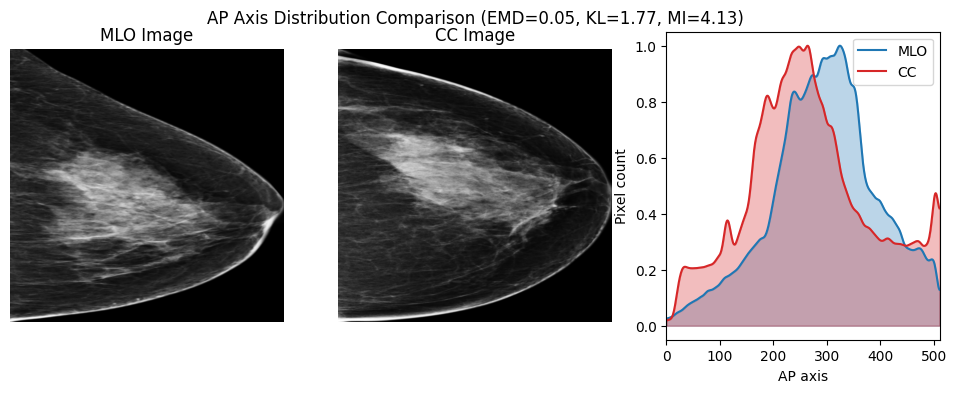 AP Axis Distribution Comparison (EMD=0.05, KL=1.77, MI=4.13)
MLO Image
CC Image
MLO
CC
Pixel count
1.0
0.8
0.6
0.4
0.2
0.0
0 100 200 300 400 500
AP axis